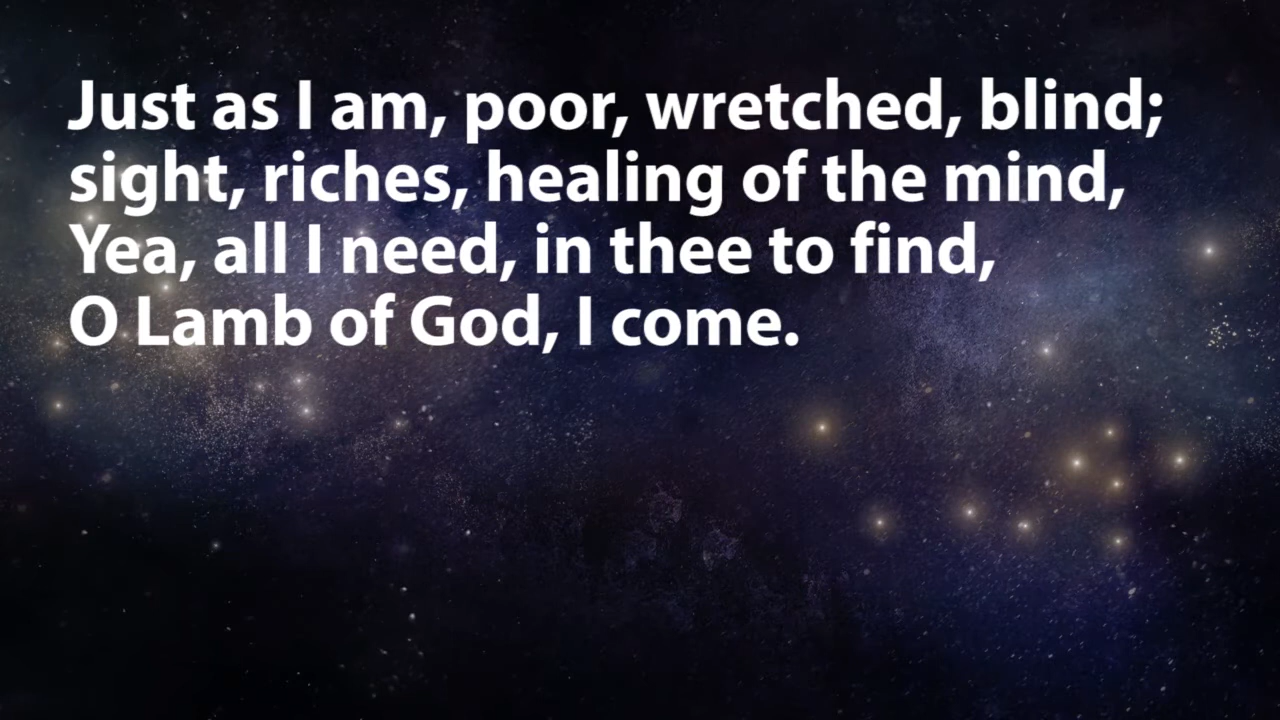 Just as I am, poor, wretched, blind;
sight, riches, healing of the mind,
Yea, all I need, in thee to find,
O Lamb of God, I come.